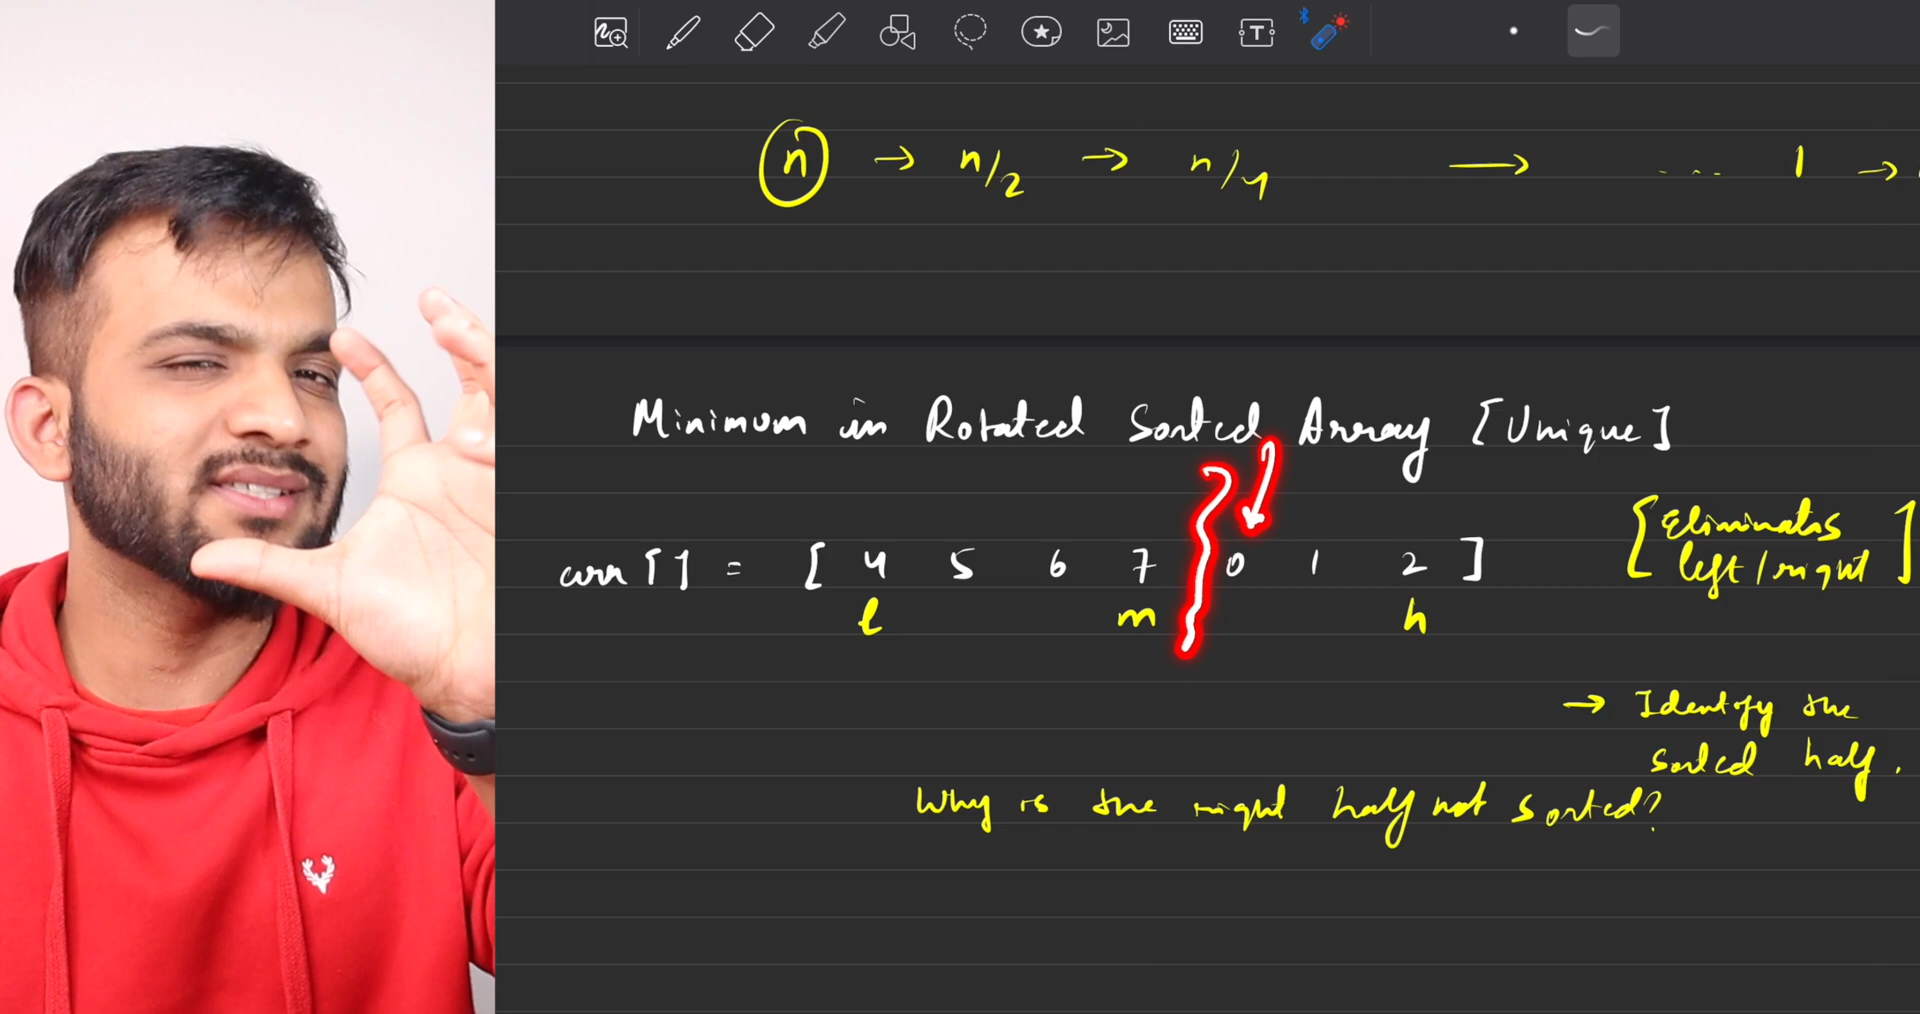 n → n/2 → n/4 → ... 1 →
Minimum in Rotated Sorted Array [Unique]
arr[] = [ 4 5 6 7 0 1 2 ]
l m h
[Eliminates
left/right]
→ Identify the
sorted half.
Why is the right half not sorted?